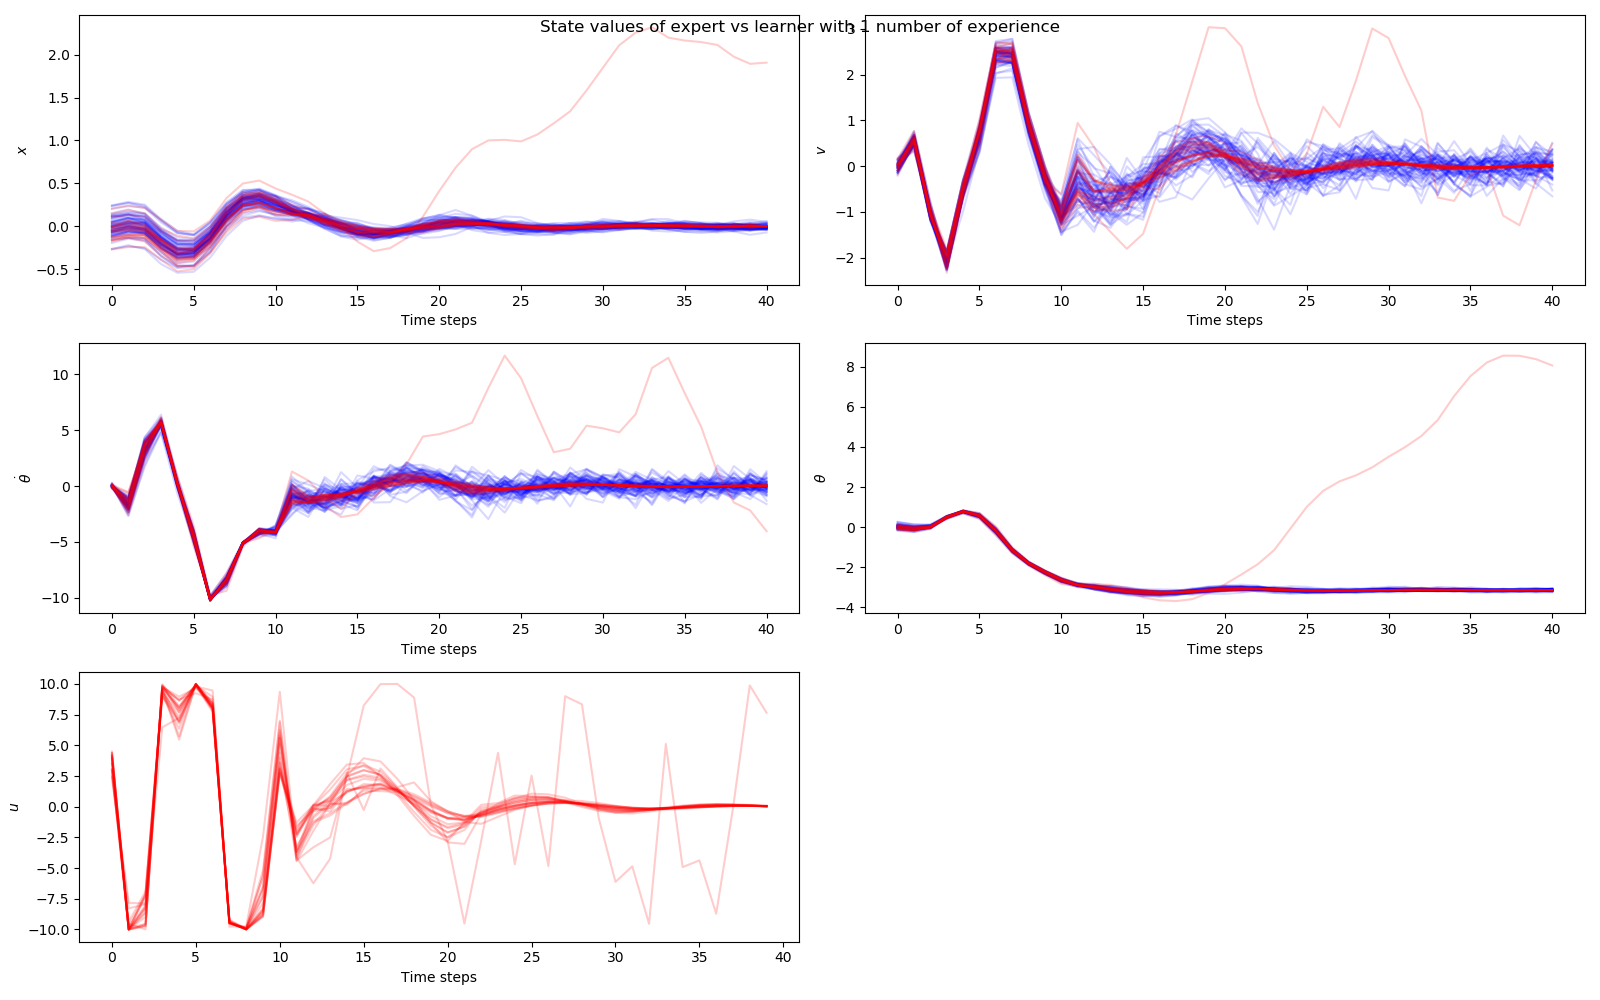 State values of expert vs learner with 1 number of experience
2.0
1.5
1.0
0.5
0.0
−0.5
x
0 5 10 15 20 25 30 35 40
Time steps
3
2
1
0
−1
−2
v
0 5 10 15 20 25 30 35 40
Time steps
10
5
0
−5
−10
θ̇
0 5 10 15 20 25 30 35 40
Time steps
8
6
4
2
0
−2
−4
θ
0 5 10 15 20 25 30 35 40
Time steps
10.0
7.5
5.0
2.5
0.0
−2.5
−5.0
−7.5
−10.0
u
0 5 10 15 20 25 30 35 40
Time steps